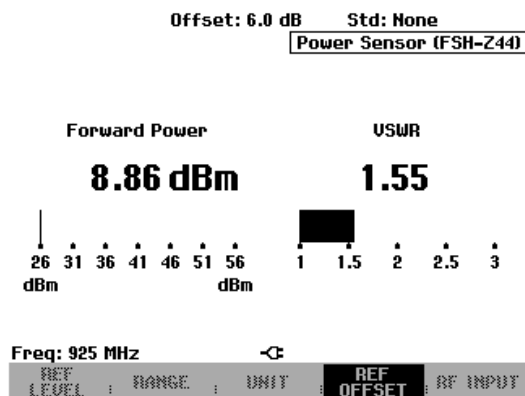 Offset: 6.0 dB Std: None
Power Sensor (FSH-Z44)
Forward Power VSWR
8.86 dBm 1.55
26 31 36 41 46 51 56 1 1.5 2 2.5 3
dBm dBm
Freq: 925 MHz
REF LEVEL RANGE UNIT REF OFFSET RF INPUT